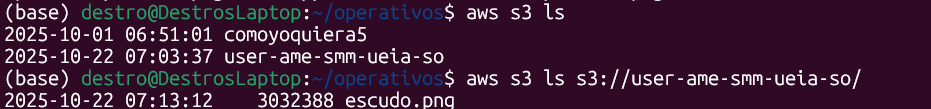 (base) destro@DestrosLaptop:~/operativos$ aws s3 ls
2025-10-01 06:51:01 comoyoquiera5
2025-10-22 07:03:37 user-ame-smm-ueia-so
(base) destro@DestrosLaptop:~/operativos$ aws s3 ls s3://user-ame-smm-ueia-so/
2025-10-22 07:13:12    3032388 escudo.png